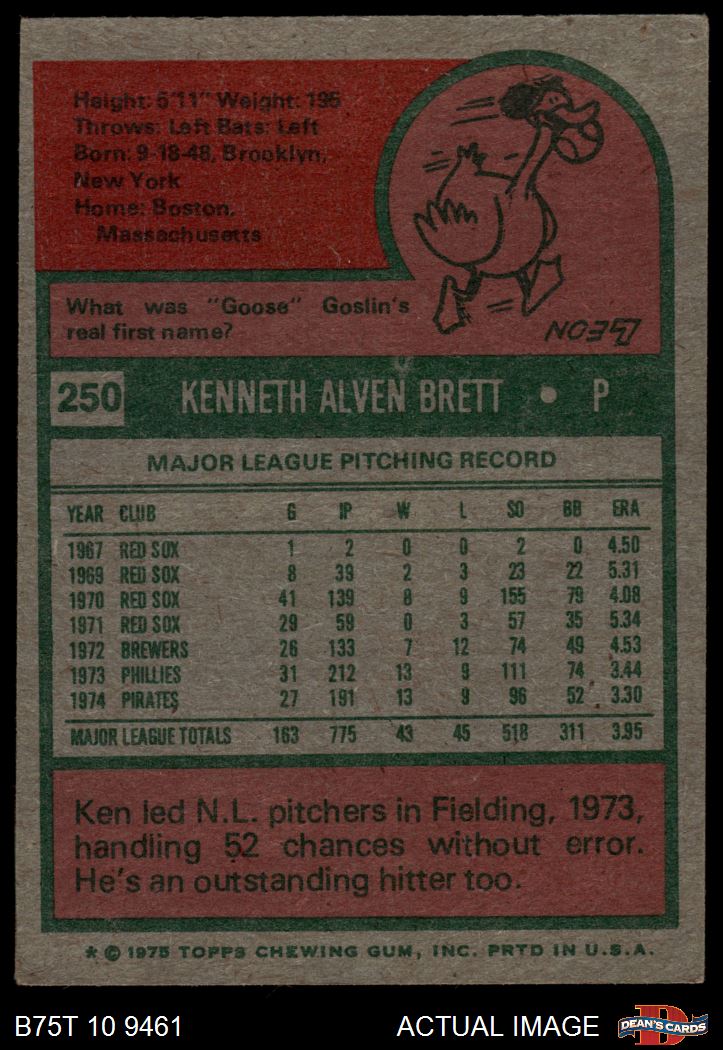 Height: 5'11" Weight: 195
Throws: Left Bats: Left
Born: 9-18-48, Brooklyn,
New York
Home: Boston,
Massachusetts
What was "Goose" Goslin's
real first name?
LEON
250 KENNETH ALVEN BRETT • P
MAJOR LEAGUE PITCHING RECORD
YEAR CLUB G IP W L SO BB ERA
1967 RED SOX 1 2 0 0 2 0 4.50
1969 RED SOX 8 39 2 3 23 22 5.31
1970 RED SOX 41 139 8 9 155 79 4.08
1971 RED SOX 29 59 0 3 57 35 5.34
1972 BREWERS 26 133 7 12 74 49 4.53
1973 PHILLIES 31 212 13 9 111 74 3.44
1974 PIRATES 27 191 13 9 96 52 3.30
MAJOR LEAGUE TOTALS 163 775 43 45 518 311 3.95
Ken led N.L. pitchers in Fielding, 1973,
handling 52 chances without error.
He's an outstanding hitter too.
* © 1975 TOPPS CHEWING GUM, INC. PRTD IN U.S.A.
B75T 10 9461 ACTUAL IMAGE D DEAN'S CARDS